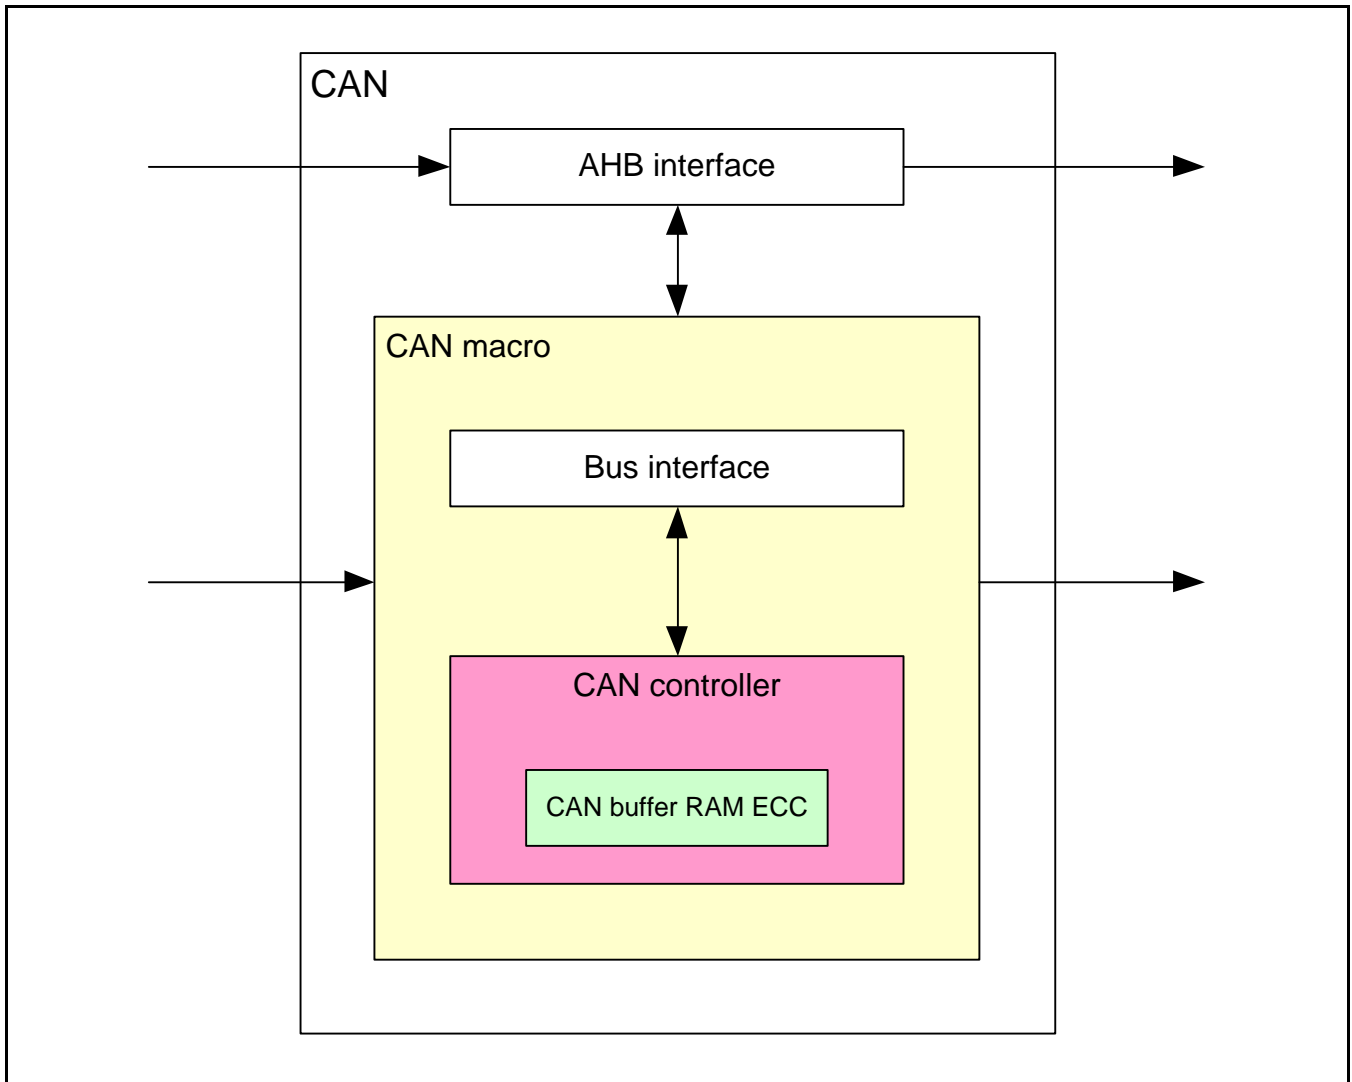 CAN
AHB interface
CAN macro
Bus interface
CAN controller
CAN buffer RAM ECC